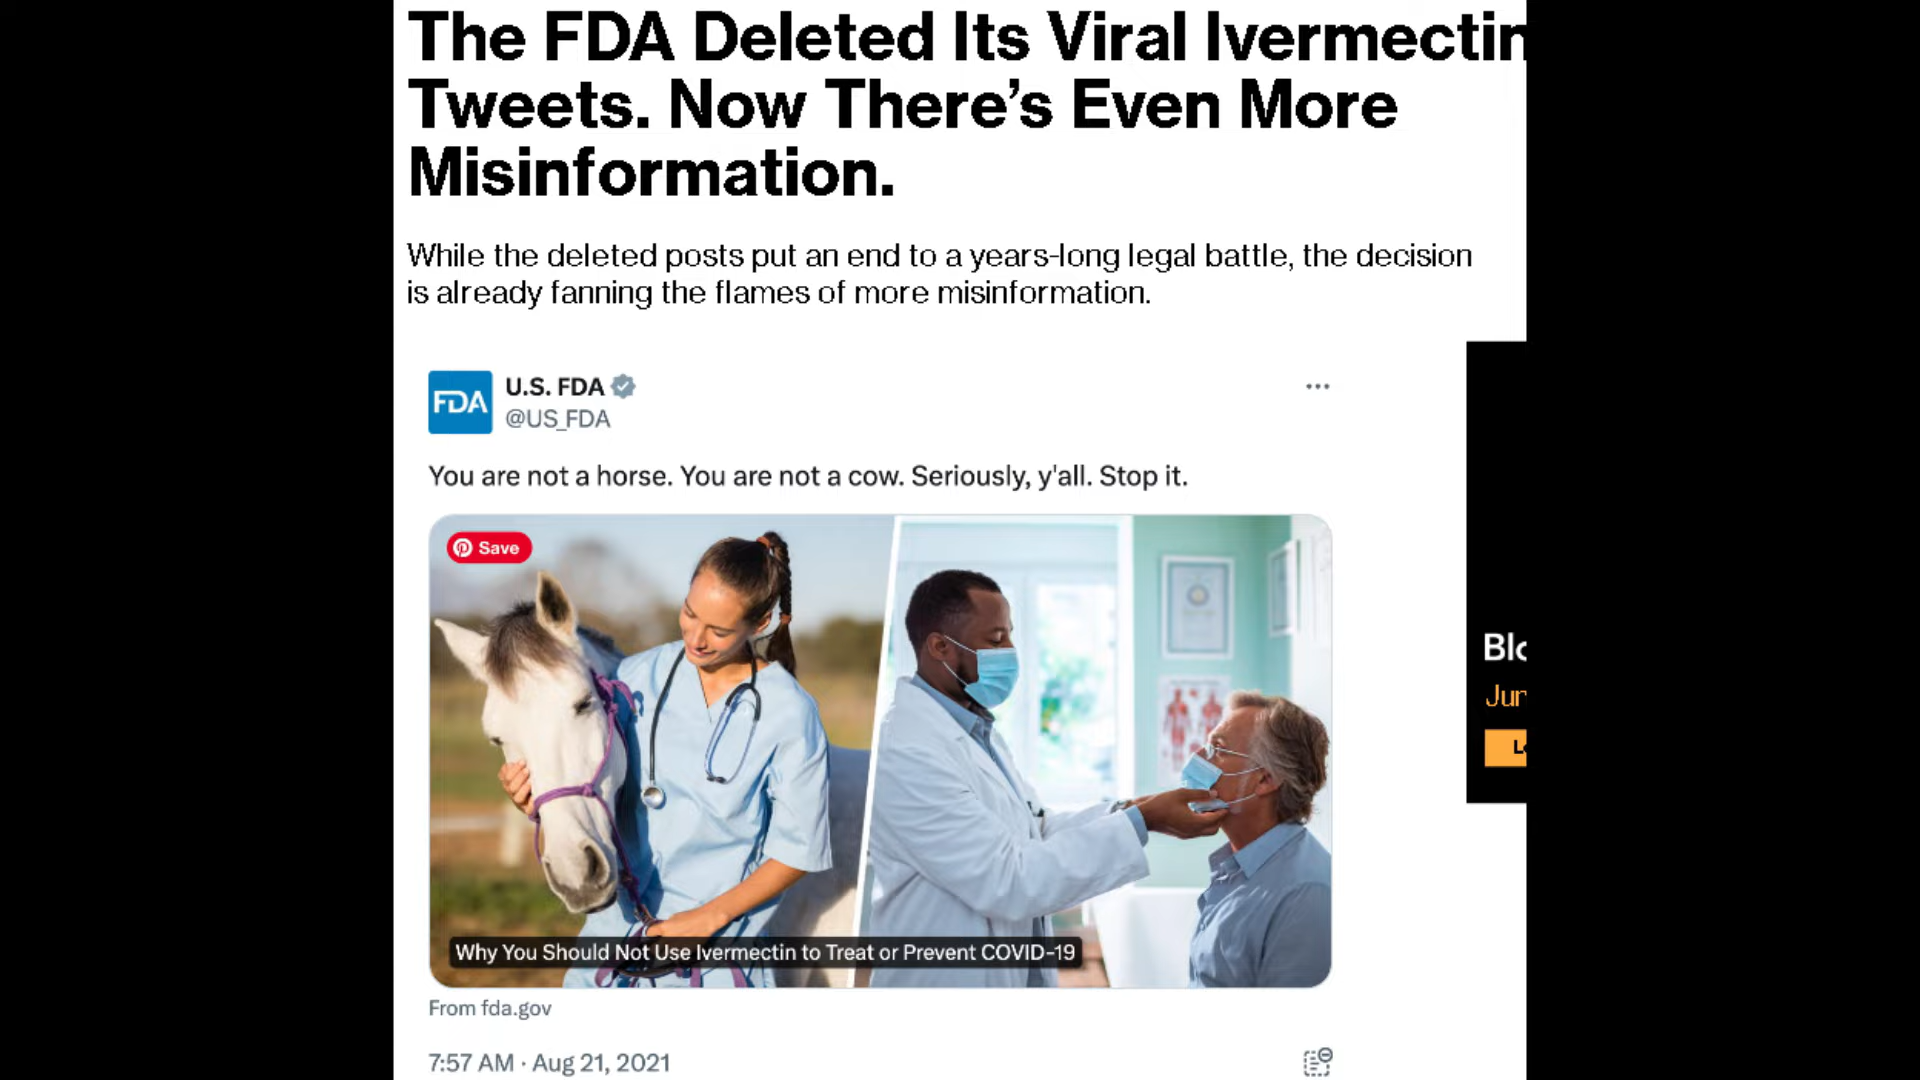 The FDA Deleted Its Viral Ivermectin
Tweets. Now There's Even More
Misinformation.
While the deleted posts put an end to a years-long legal battle, the decision
is already fanning the flames of more misinformation.
FDA
U.S. FDA
@US_FDA
You are not a horse. You are not a cow. Seriously, y'all. Stop it.
Save
Why You Should Not Use Ivermectin to Treat or Prevent COVID-19
From fda.gov
7:57 AM · Aug 21, 2021